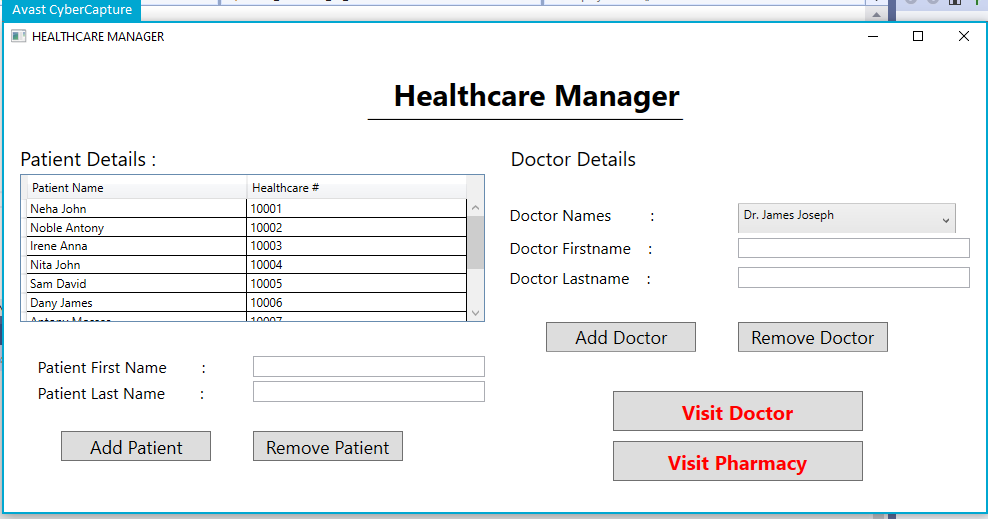 Avast CyberCapture
HEALTHCARE MANAGER
Healthcare Manager
Patient Details :
Patient Name Healthcare #
Neha John 10001
Noble Antony 10002
Irene Anna 10003
Nita John 10004
Sam David 10005
Dany James 10006
Patient First Name :
Patient Last Name :
Add Patient Remove Patient
Doctor Details
Doctor Names : Dr. James Joseph
Doctor Firstname :
Doctor Lastname :
Add Doctor Remove Doctor
Visit Doctor
Visit Pharmacy